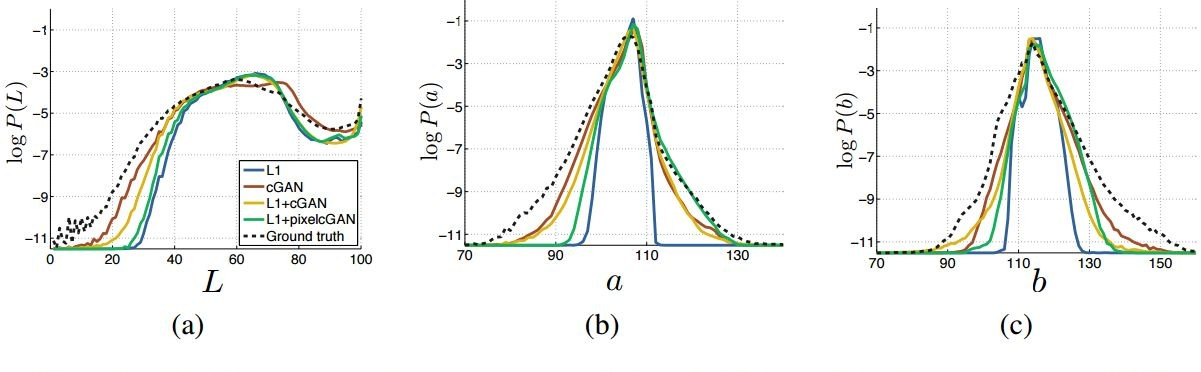 −1
−3
−5
−7
−9
−11
log P(L)
L1
cGAN
L1+cGAN
L1+pixelcGAN
Ground truth
0 20 40 60 80 100
L
(a)
−1
−3
−5
−7
−9
−11
log P(a)
70 90 110 130
a
(b)
−1
−3
−5
−7
−9
−11
log P(b)
70 90 110 130 150
b
(c)